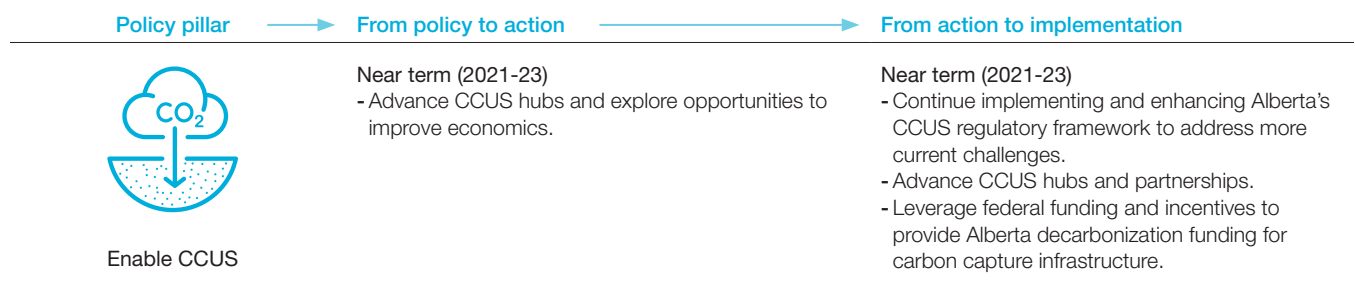 Policy pillar
From policy to action
From action to implementation
CO2
Enable CCUS
Near term (2021-23)
- Advance CCUS hubs and explore opportunities to
improve economics.
Near term (2021-23)
- Continue implementing and enhancing Alberta's
CCUS regulatory framework to address more
current challenges.
- Advance CCUS hubs and partnerships.
- Leverage federal funding and incentives to
provide Alberta decarbonization funding for
carbon capture infrastructure.